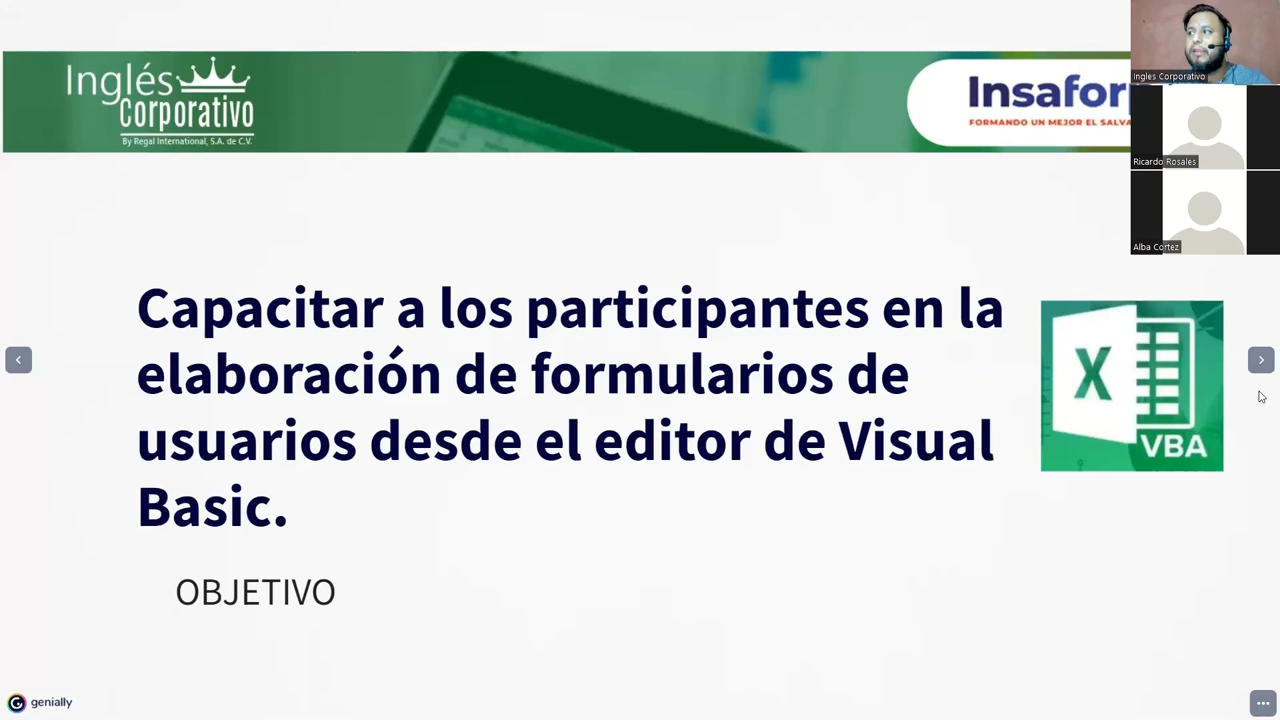 Inglés
Corporativo
By Regal International, S.A. de C.V.
Insafor
FORMANDO UN MEJOR EL SALVA
Ingles Corporativo
Ricardo Rosales
Alba Cortez
Capacitar a los participantes en la
elaboración de formularios de
usuarios desde el editor de Visual
Basic.
X
VBA
OBJETIVO
genially